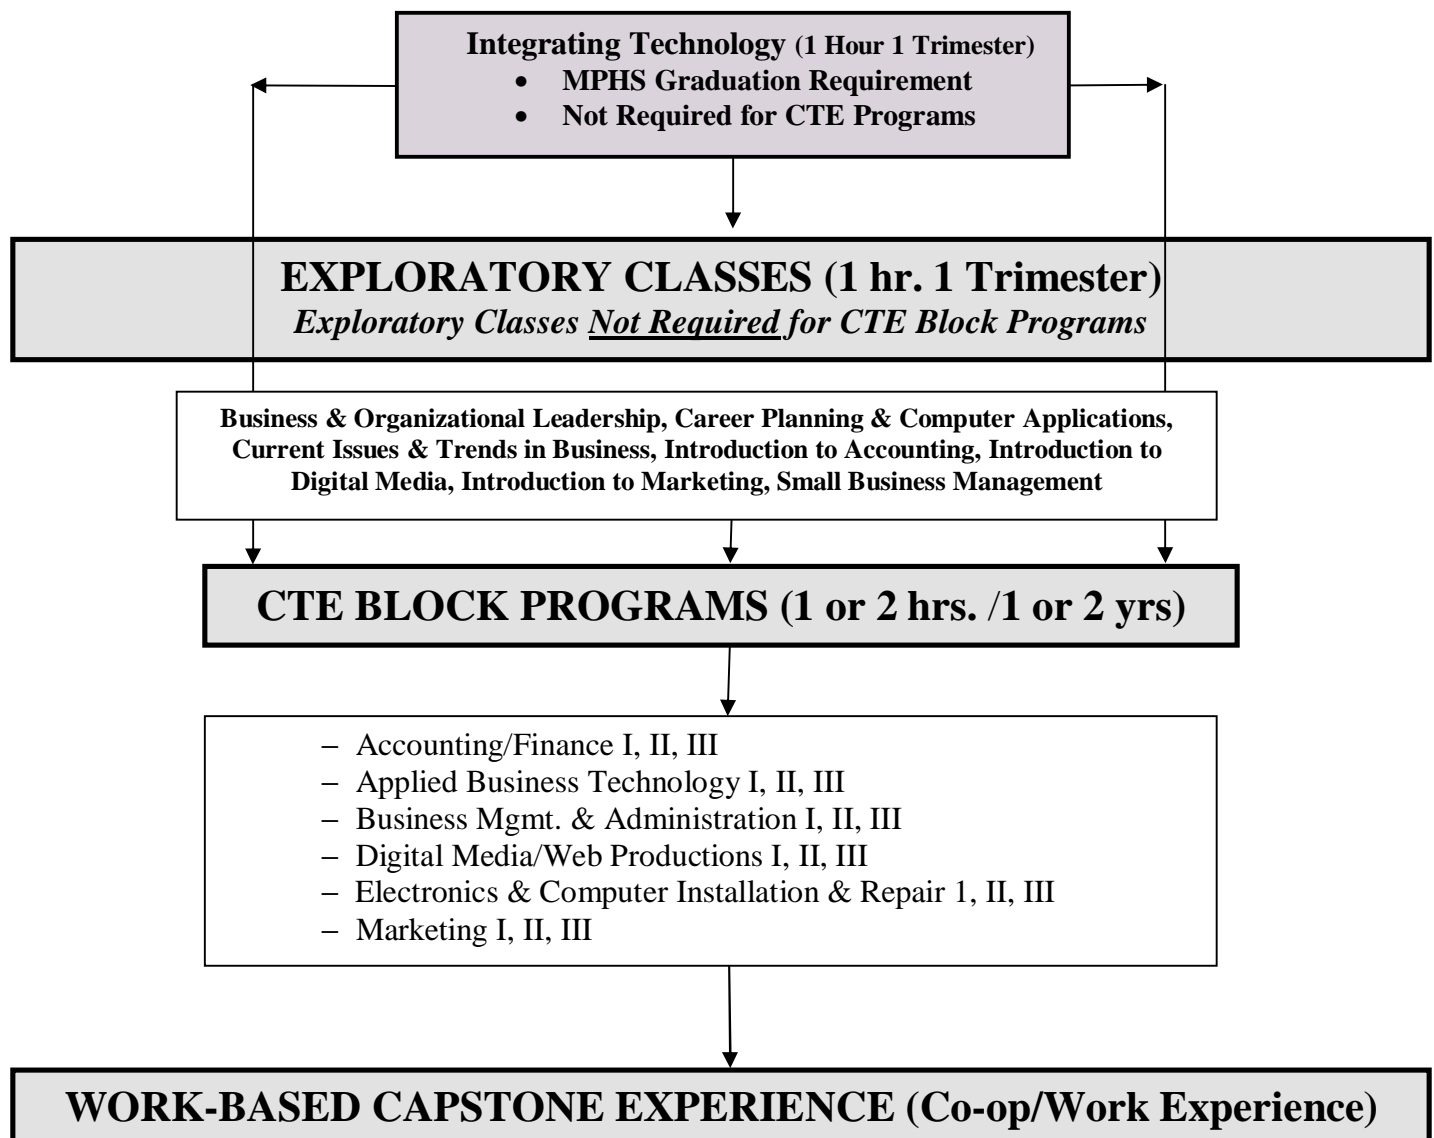 Integrating Technology (1 Hour 1 Trimester)
• MPHS Graduation Requirement
• Not Required for CTE Programs
EXPLORATORY CLASSES (1 hr. 1 Trimester)
Exploratory Classes Not Required for CTE Block Programs
Business & Organizational Leadership, Career Planning & Computer Applications,
Current Issues & Trends in Business, Introduction to Accounting, Introduction to
Digital Media, Introduction to Marketing, Small Business Management
CTE BLOCK PROGRAMS (1 or 2 hrs. /1 or 2 yrs)
– Accounting/Finance I, II, III
– Applied Business Technology I, II, III
– Business Mgmt. & Administration I, II, III
– Digital Media/Web Productions I, II, III
– Electronics & Computer Installation & Repair 1, II, III
– Marketing I, II, III
WORK-BASED CAPSTONE EXPERIENCE (Co-op/Work Experience)